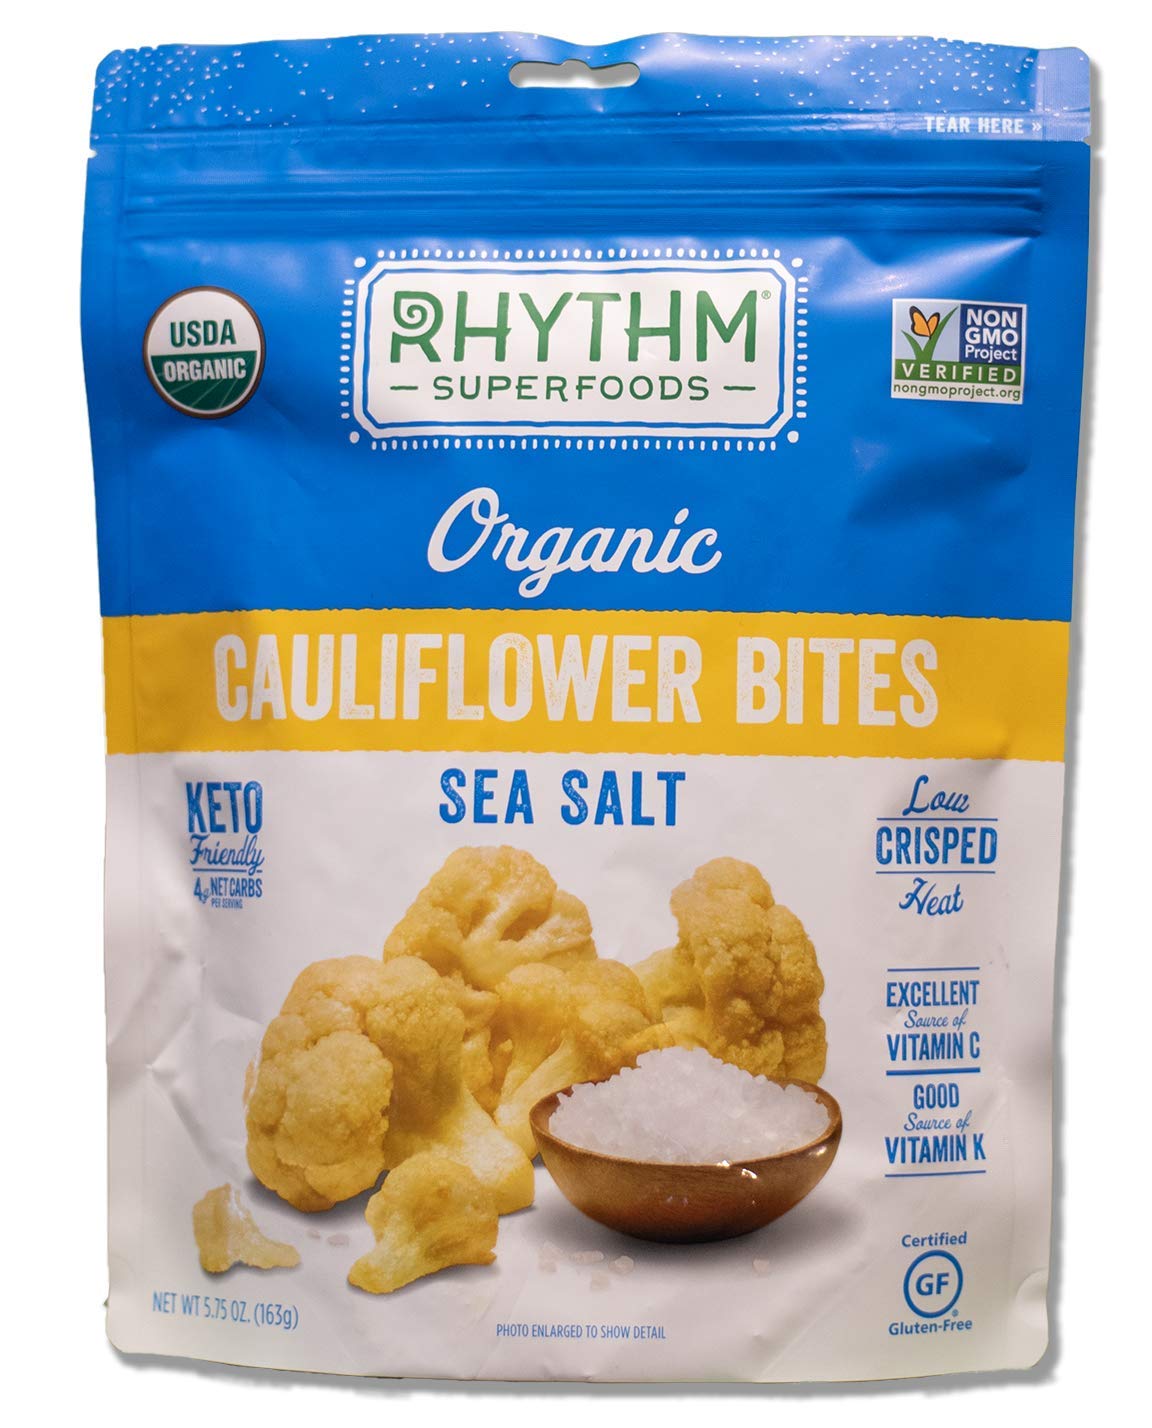 TEAR HERE »
RHYTHM®
— SUPERFOODS —
USDA
ORGANIC
NON
GMO
Project
VERIFIED
nongmoproject.org
Organic
CAULIFLOWER BITES
SEA SALT
KETO
Friendly
4g NET CARBS
PER SERVING
Low
CRISPED
Heat
EXCELLENT
Source of
VITAMIN C
GOOD
Source of
VITAMIN K
Certified
GF®
Gluten-Free
NET WT 5.75 OZ. (163g)
PHOTO ENLARGED TO SHOW DETAIL